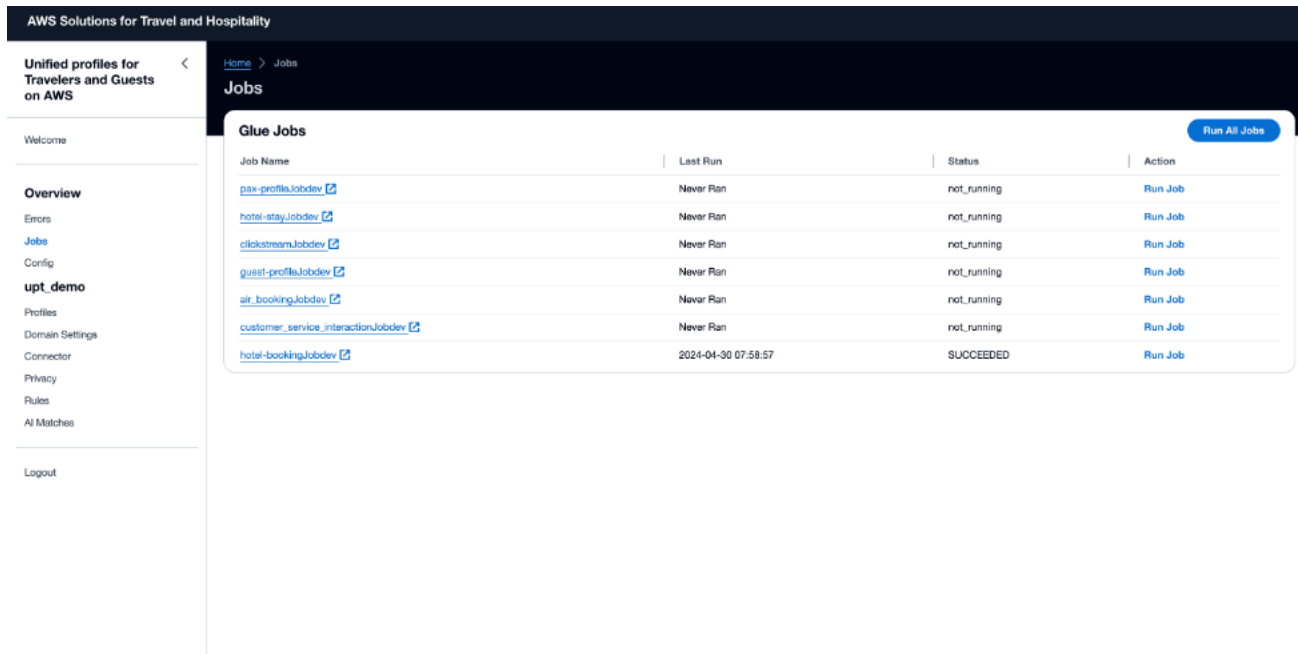 AWS Solutions for Travel and Hospitality
Unified profiles for
Travelers and Guests
on AWS
Welcome
Overview
Errors
Jobs
Config
upt_demo
Profiles
Domain Settings
Connector
Privacy
Rules
AI Matches
Logout
Home > Jobs
Jobs
Glue Jobs Run All Jobs
Job Name Last Run Status Action
pax-profileJobdev Never Ran not_running Run Job
hotel-stayJobdev Never Ran not_running Run Job
clickstreamJobdev Never Ran not_running Run Job
guest-profileJobdev Never Ran not_running Run Job
air_bookingJobdev Never Ran not_running Run Job
customer_service_interactionJobdev Never Ran not_running Run Job
hotel-bookingJobdev 2024-04-30 07:58:57 SUCCEEDED Run Job